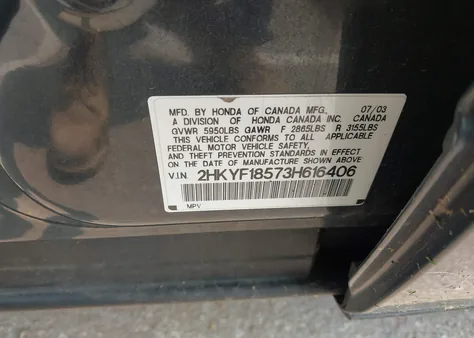 MFD. BY HONDA OF CANADA MFG. 07/03
A DIVISION OF HONDA CANADA INC.
GVWR 5950LBS GAWR F 2865LBS R 3155LBS
THIS VEHICLE CONFORMS TO ALL APPLICABLE
FEDERAL MOTOR VEHICLE SAFETY,
AND THEFT PREVENTION STANDARDS IN EFFECT
ON THE DATE OF MANUFACTURE SHOWN ABOVE.
V.I.N. 2HKYF18573H616406
MPV